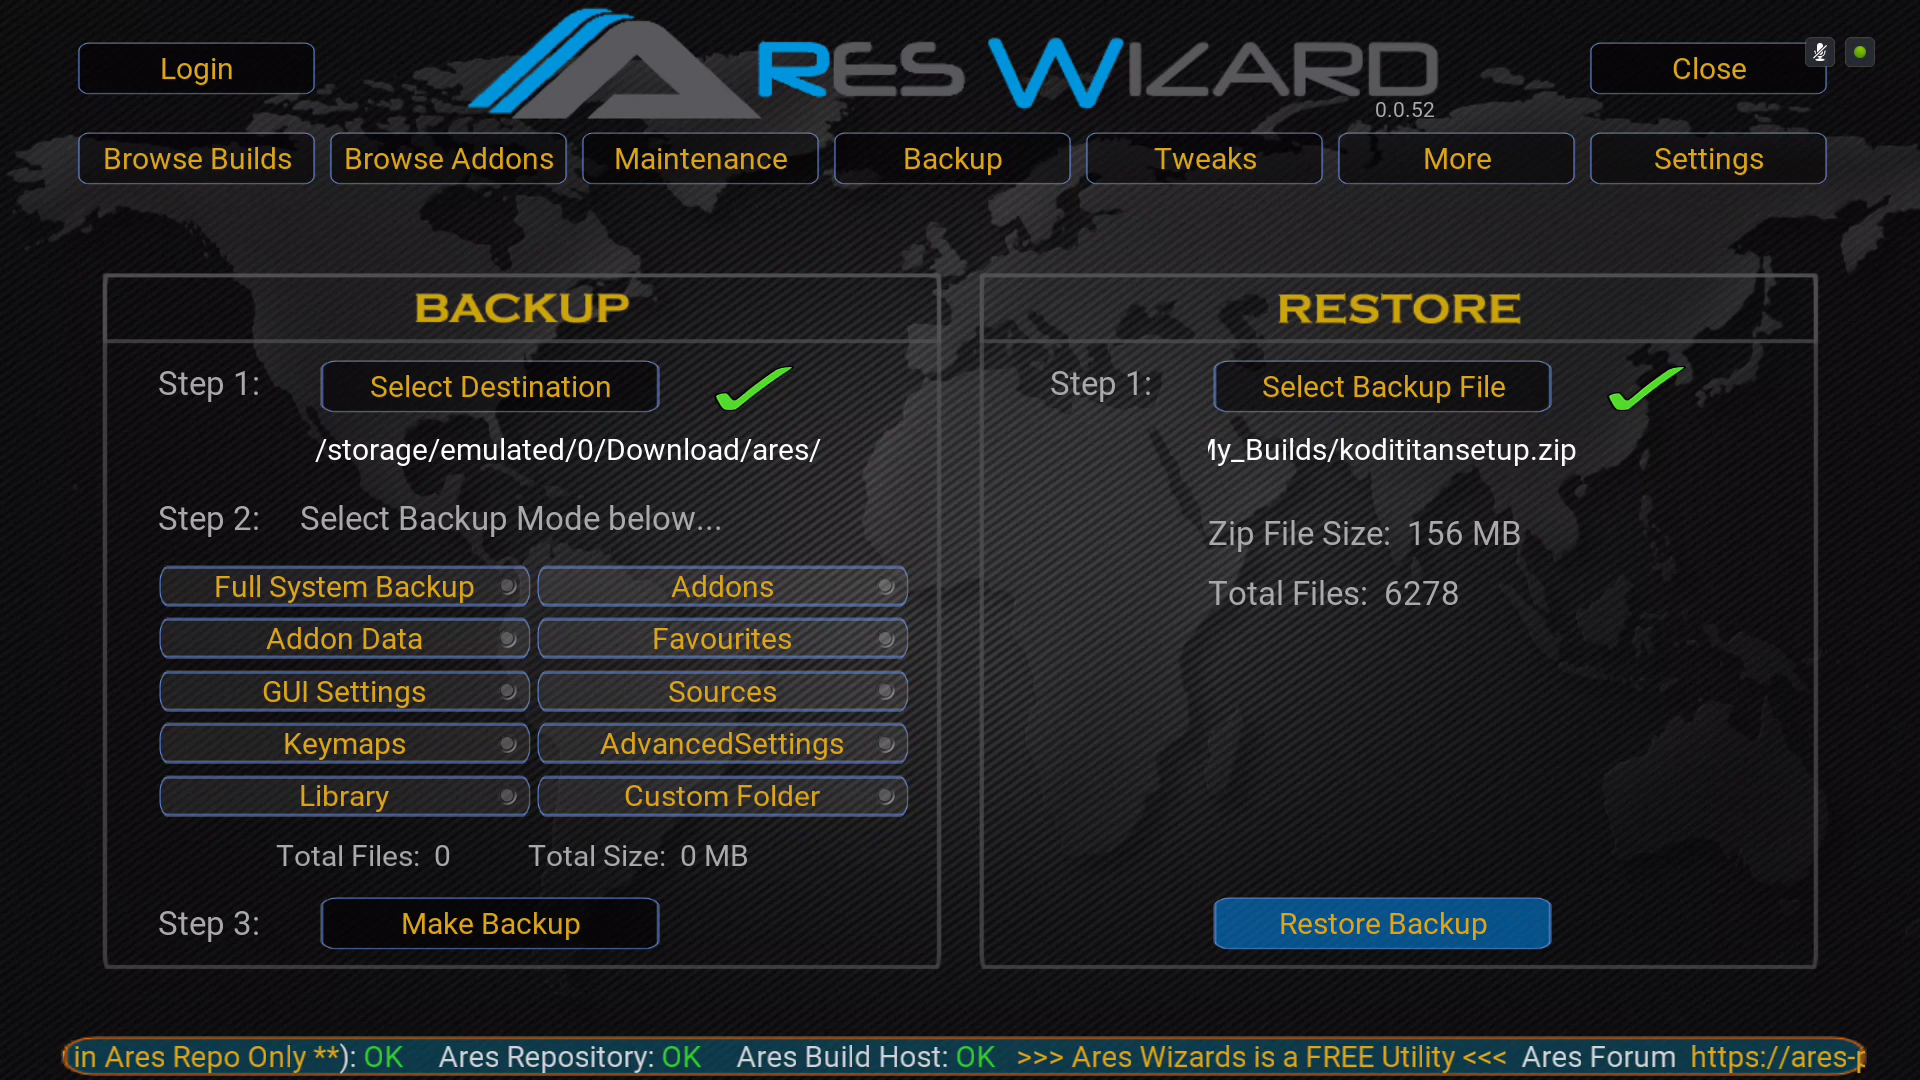 Login
ARES WIZARD
Close
0.0.52
Browse Builds
Browse Addons
Maintenance
Backup
Tweaks
More
Settings
BACKUP
Step 1:
Select Destination
/storage/emulated/0/Download/ares/
Step 2: Select Backup Mode below...
Full System Backup
Addons
Addon Data
Favourites
GUI Settings
Sources
Keymaps
AdvancedSettings
Library
Custom Folder
Total Files: 0 Total Size: 0 MB
Step 3:
Make Backup
RESTORE
Step 1:
Select Backup File
My_Builds/kodititansetup.zip
Zip File Size: 156 MB
Total Files: 6278
Restore Backup
in Ares Repo Only **): OK Ares Repository: OK Ares Build Host: OK >>> Ares Wizards is a FREE Utility <<< Ares Forum https://ares-p